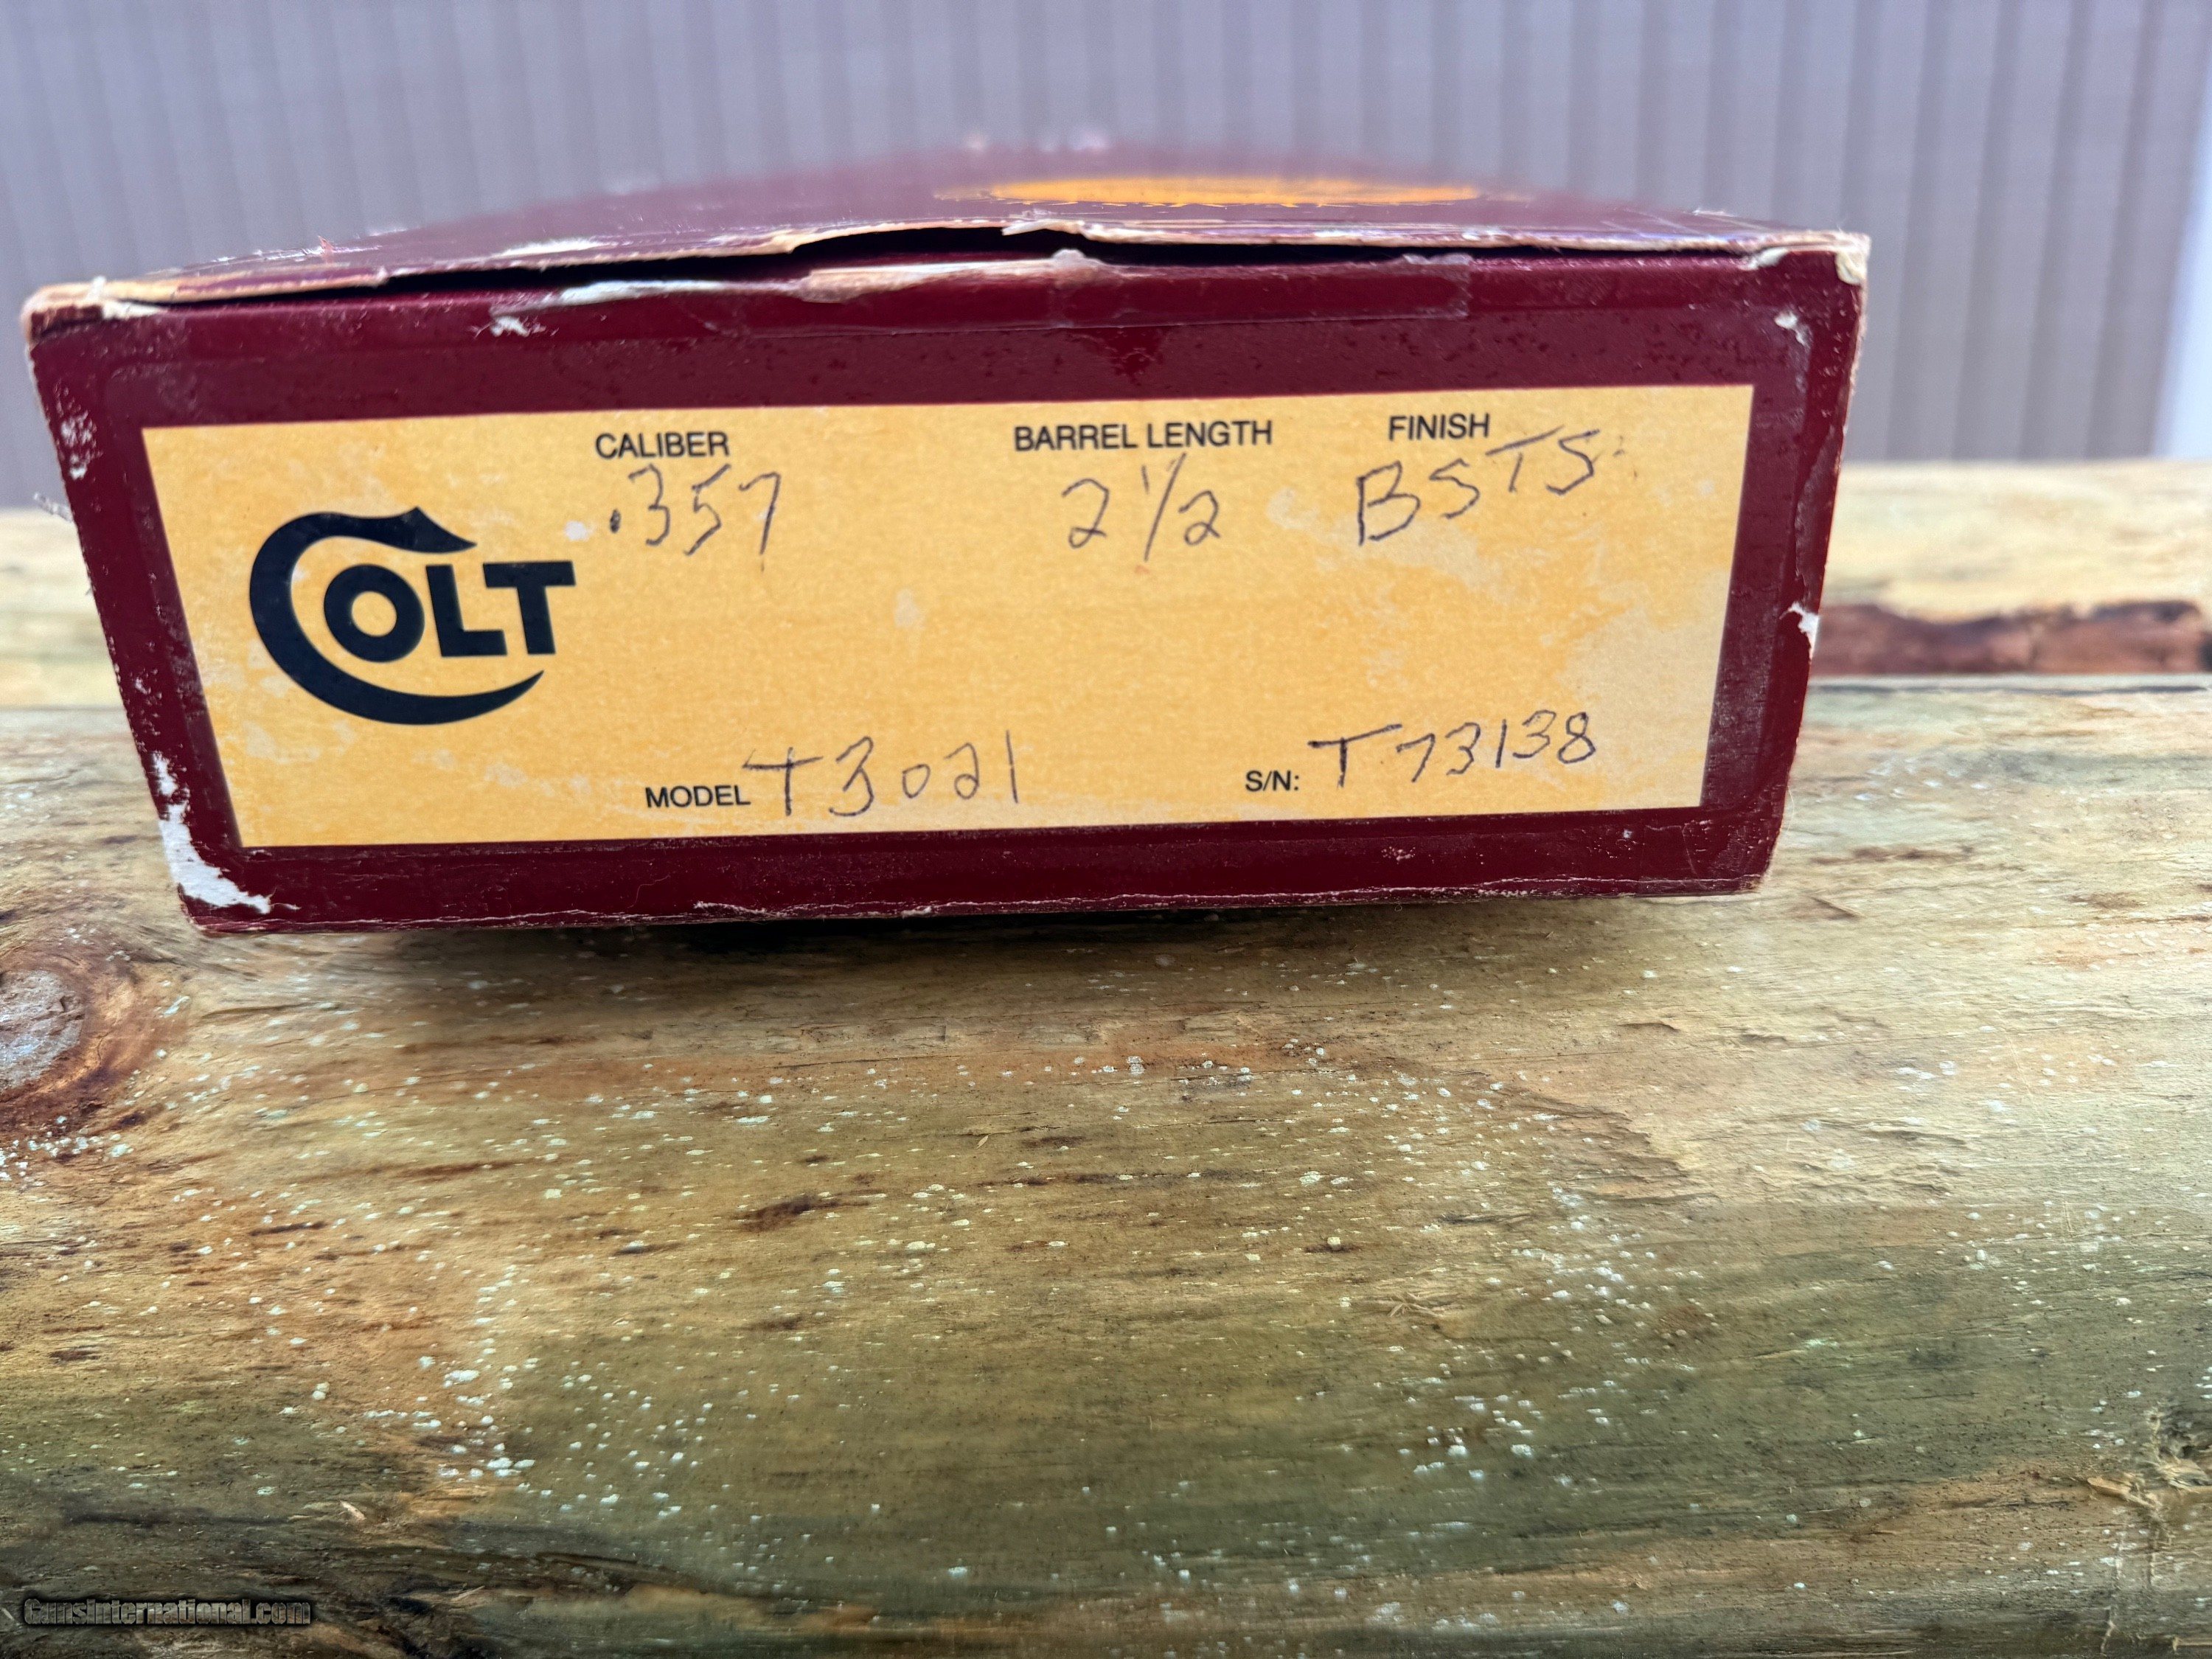 CALIBER BARREL LENGTH FINISH
.357 2 1/2 BSTS
COLT
MODEL T3021 S/N: T73138
GunsInternational.com